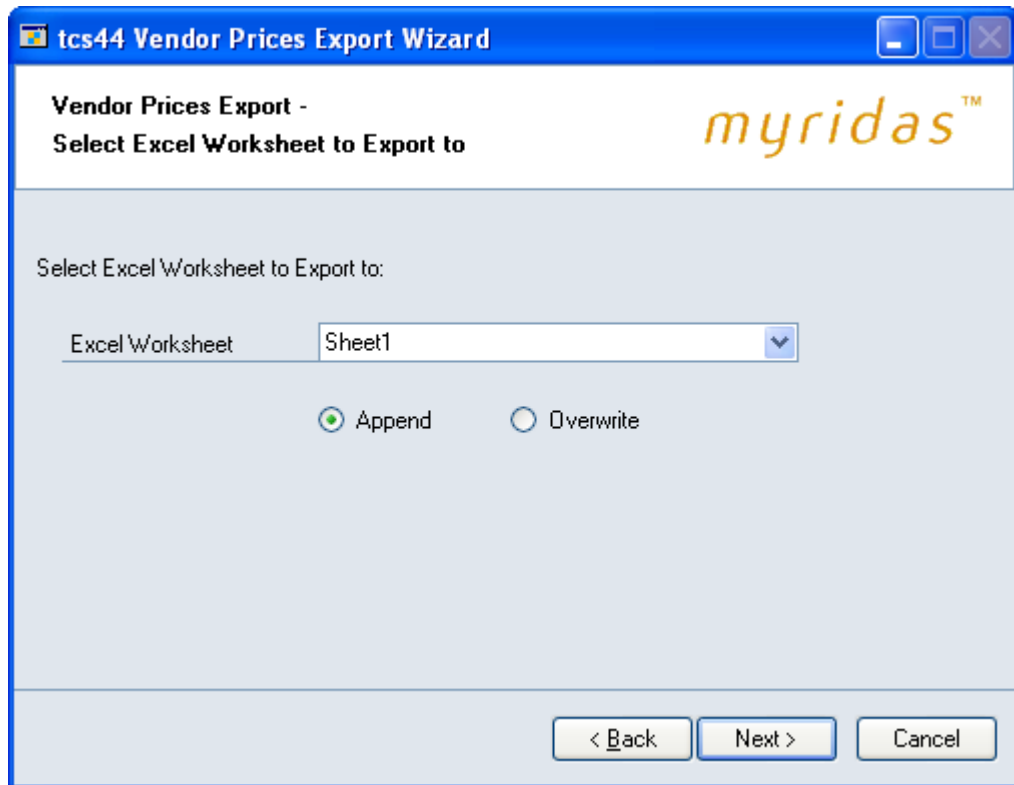 tcs44 Vendor Prices Export Wizard
Vendor Prices Export -
Select Excel Worksheet to Export to
myridas™
Select Excel Worksheet to Export to:
Excel Worksheet Sheet1
Append Overwrite
< Back Next > Cancel